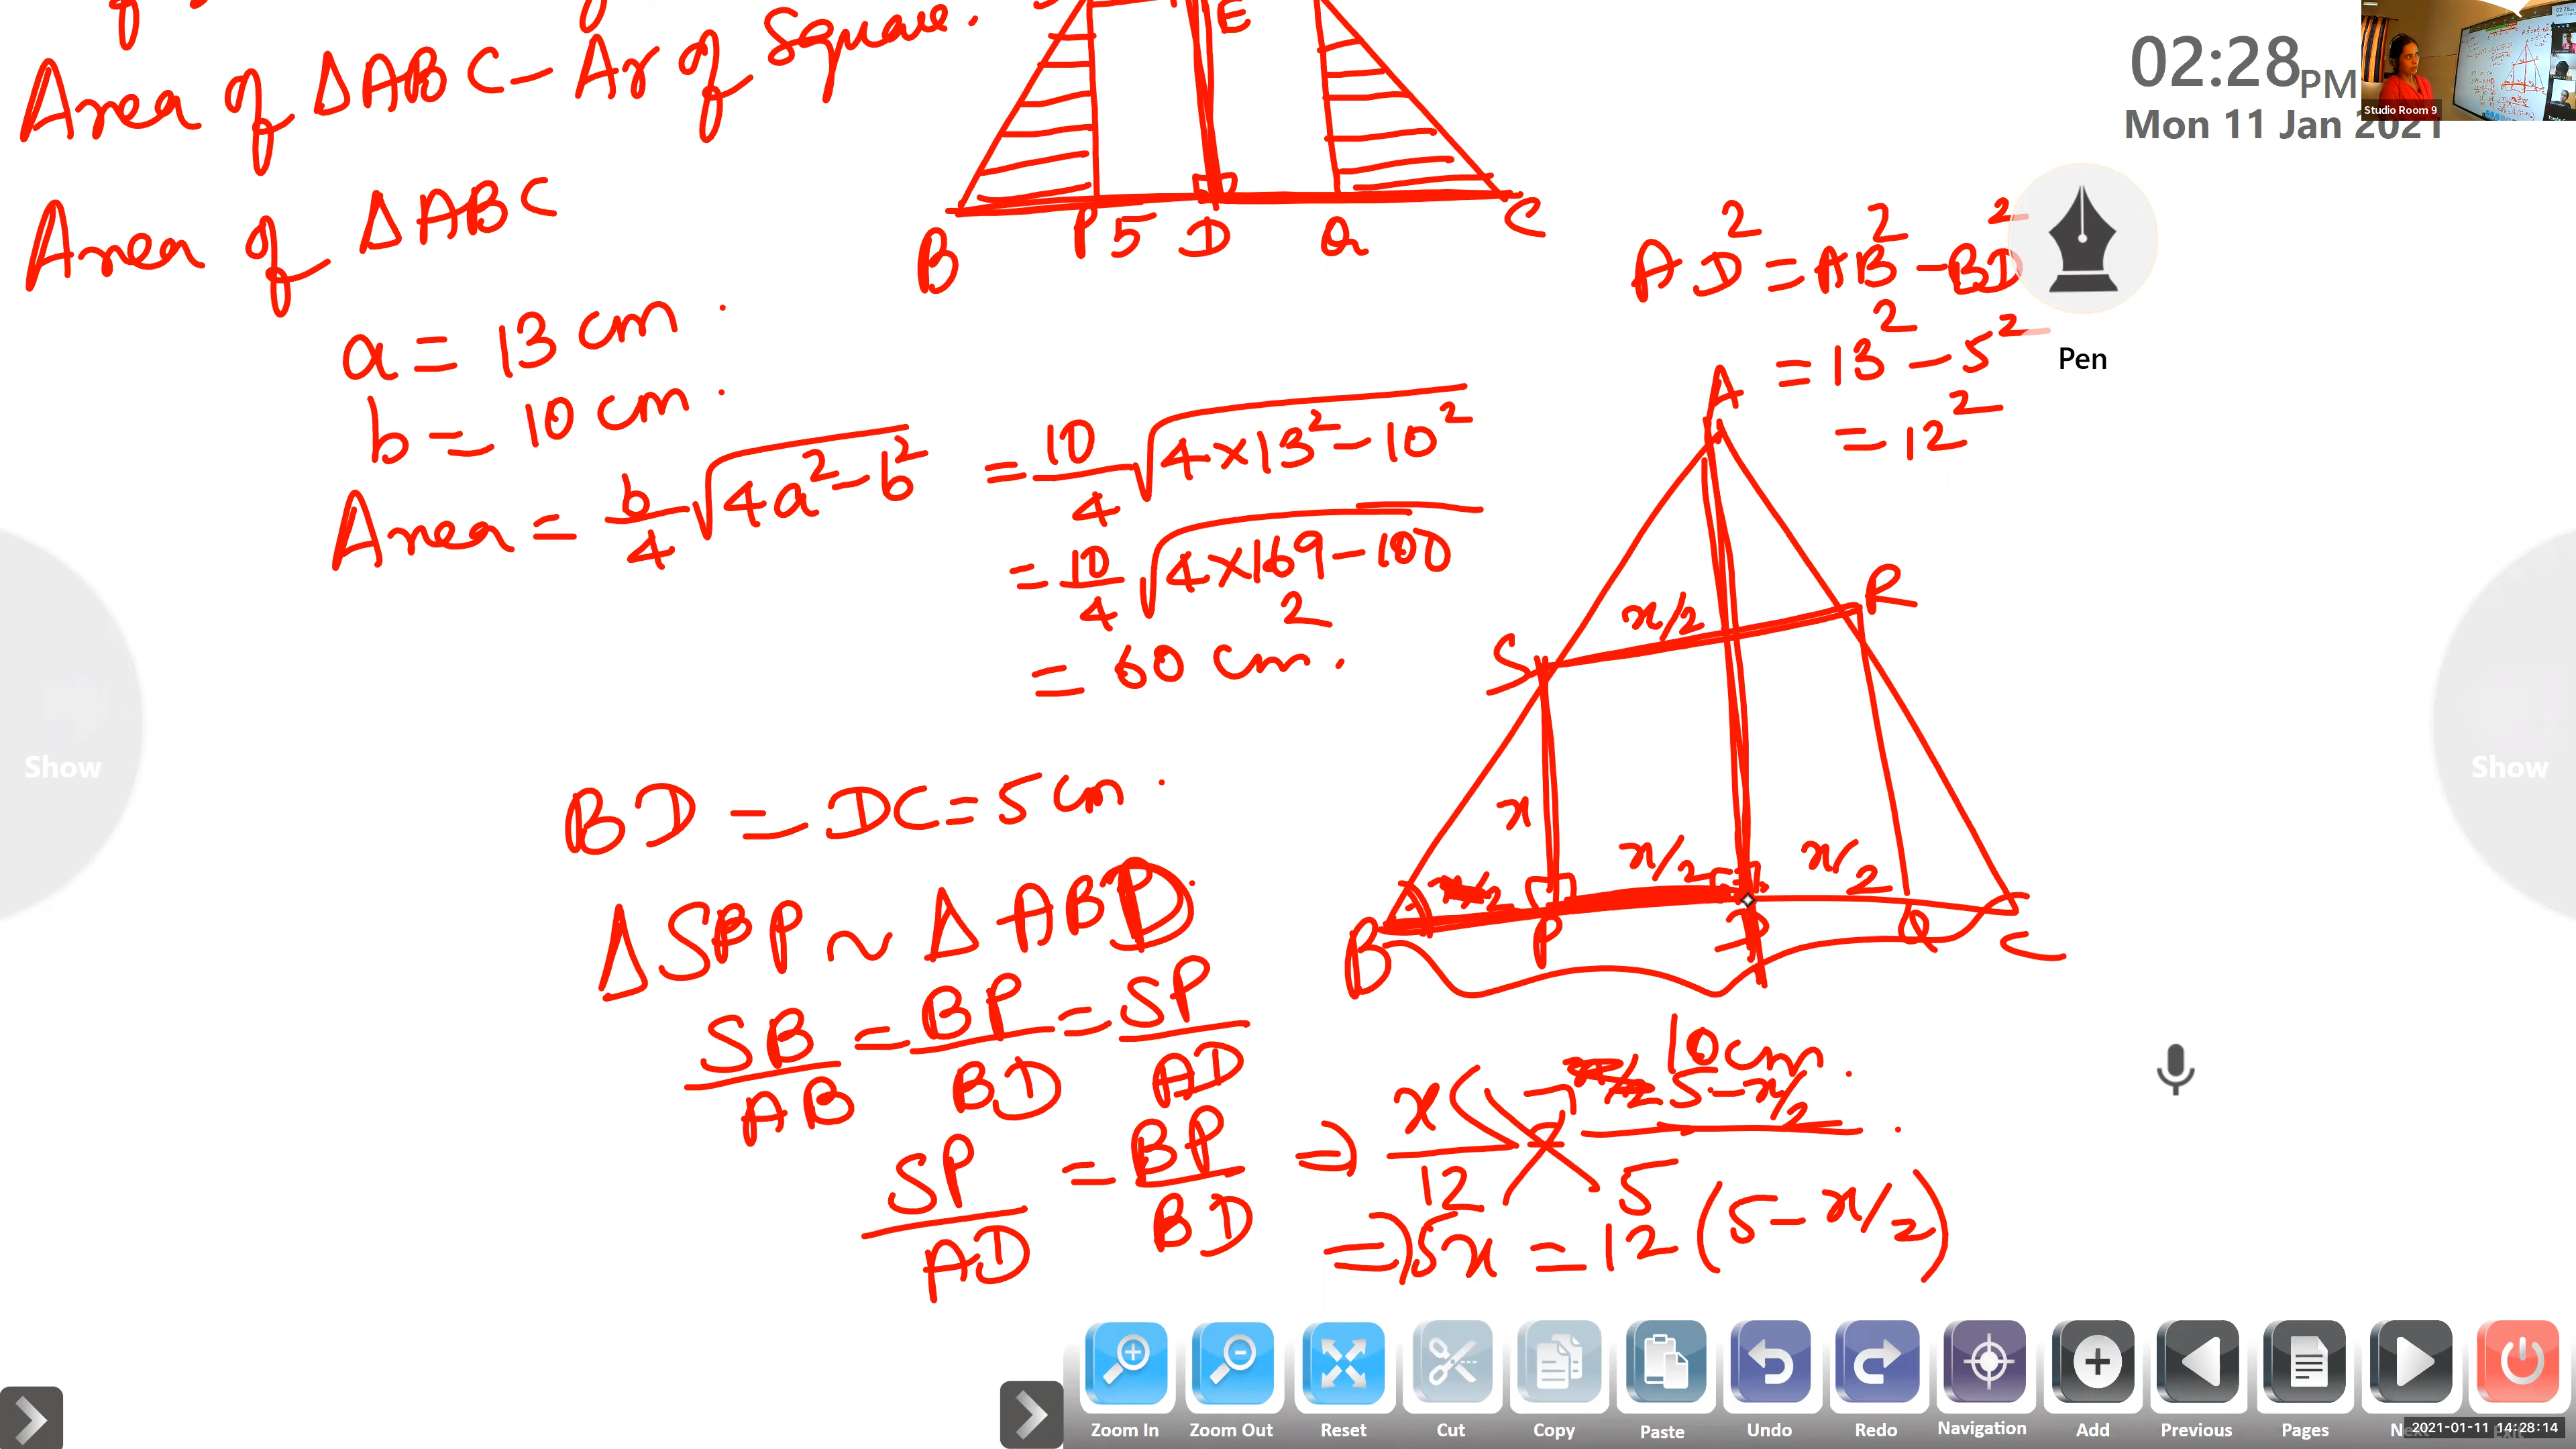 Area of ΔABC - Ar of Square.
Area of ΔABC
a = 13 cm.
b = 10 cm.
Area = b/4 √(4a² - b²) = 10/4 √(4×13² - 10²)
= 10/4 √(4×169 - 100)
= 60 cm².
E
B P 5 D Q C
AD² = AB² - BD²
= 13² - 5²
= 12²
A
S x/2 R
x x/2 x/2
B P D Q C
10cm.
BD = DC = 5 cm.
ΔSBP ~ ΔABD
SB/AB = BP/BD = SP/AD
SP/AD = BP/BD ⇒ x/12 = (5 - x/2)/5
⇒ 5x = 12 (5 - x/2)
02:28 PM
Mon 11 Jan 2021
Studio Room 9
Pen
Show
Show
Zoom In Zoom Out Reset Cut Copy Paste Undo Redo Navigation Add Previous Pages
2021-01-11 14:28:14